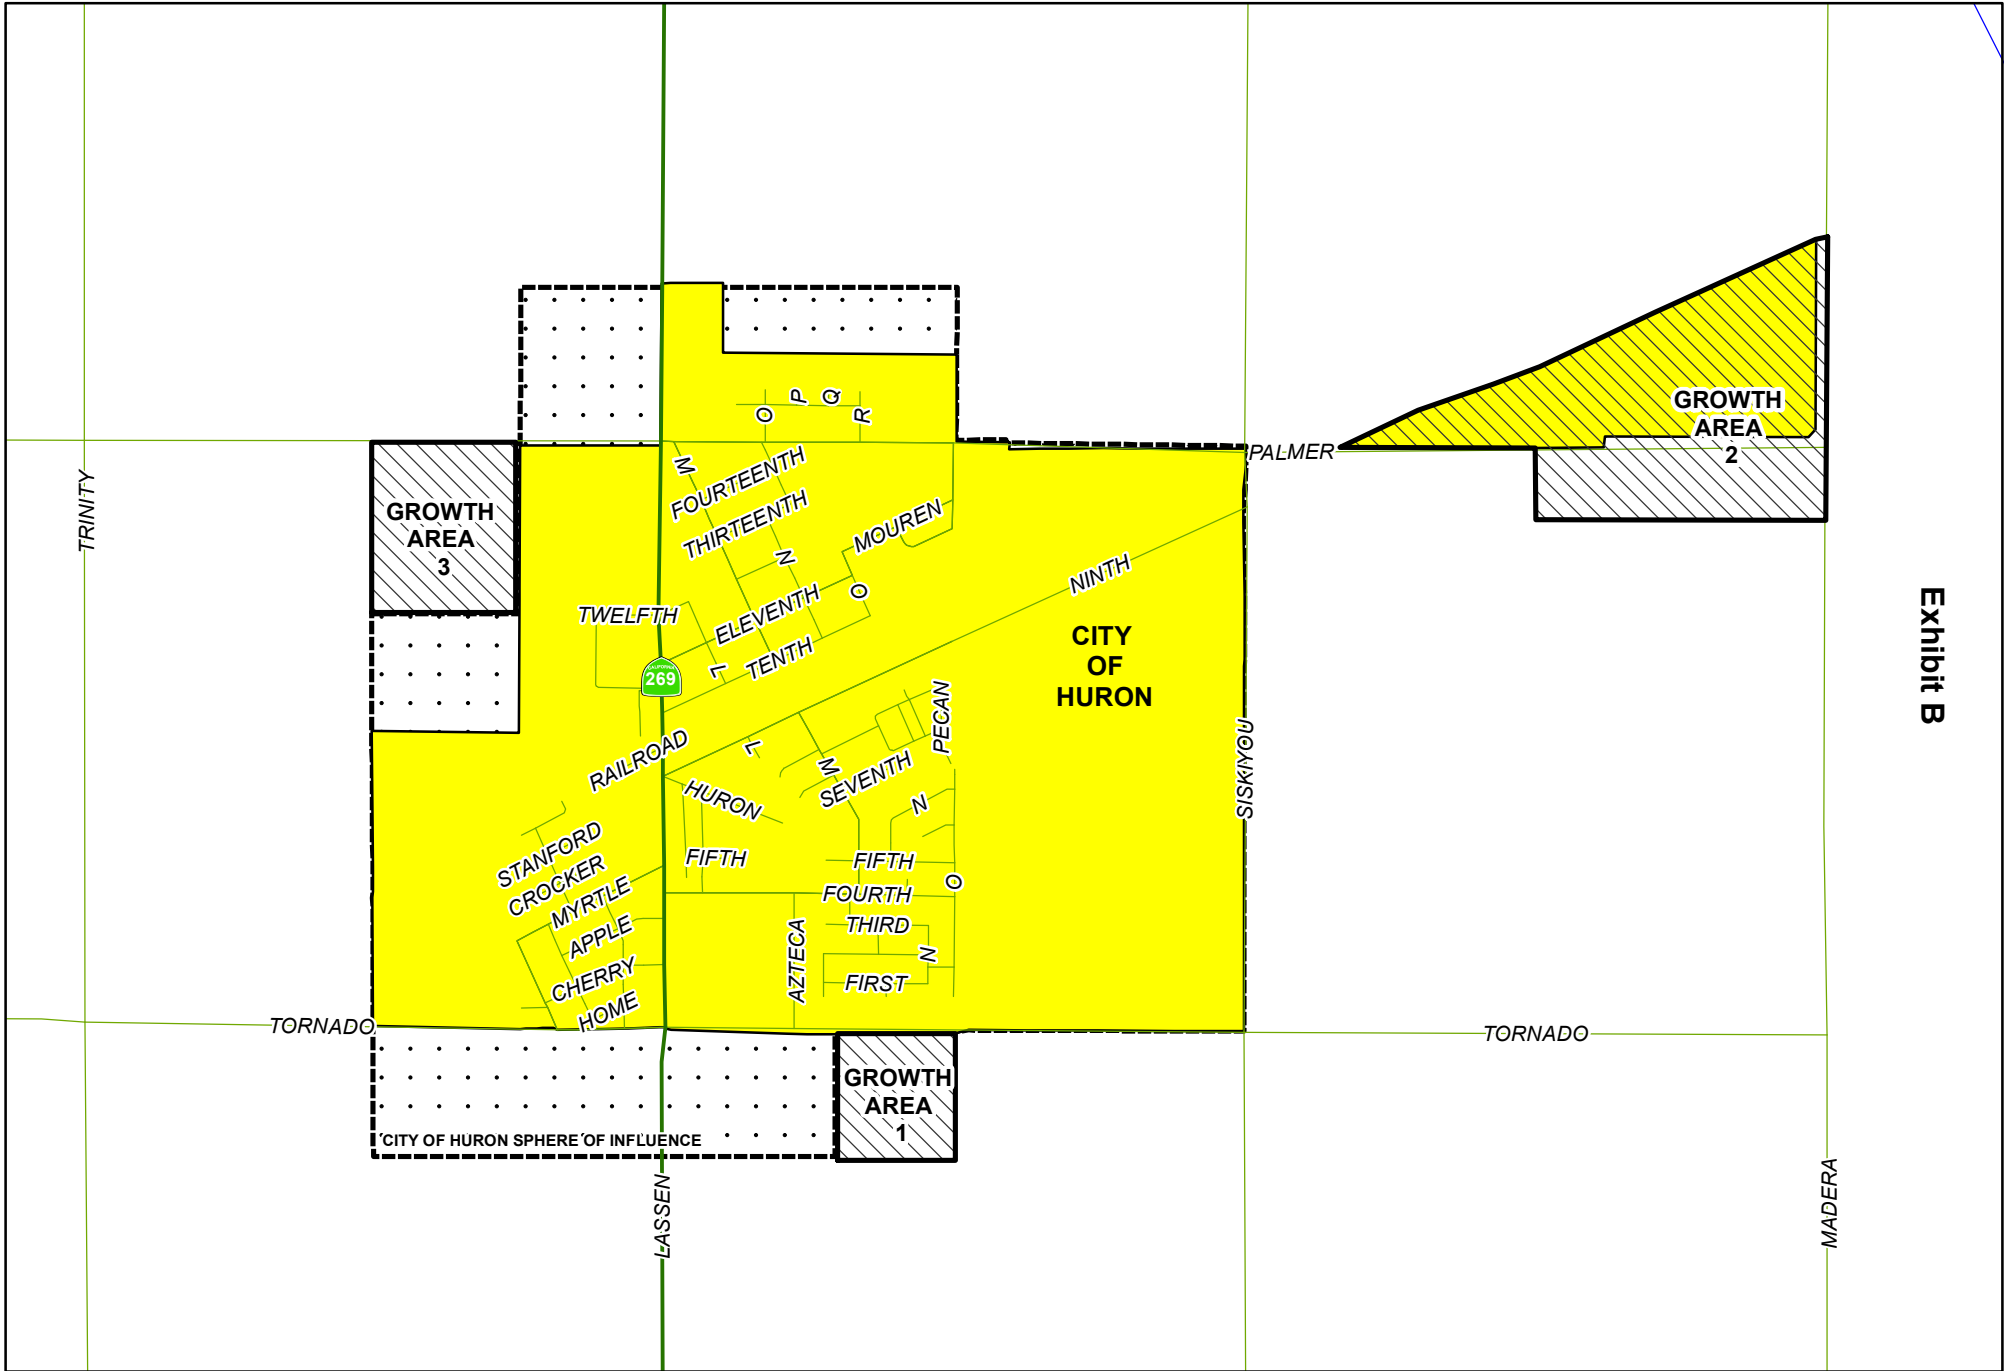 O
P
Q
R
PALMER
GROWTH
AREA
2
TRINITY
GROWTH
AREA
3
M
FOURTEENTH
THIRTEENTH
MOUREN
N
O
NINTH
TWELFTH
ELEVENTH
TENTH
L
CALIFORNIA
269
CITY
OF
HURON
Exhibit B
PECAN
SISKIYOU
RAILROAD
L
M
SEVENTH
HURON
N
STANFORD
CROCKER
MYRTLE
APPLE
CHERRY
HOME
FIFTH
FIFTH
FOURTH
O
THIRD
N
AZTECA
FIRST
TORNADO
TORNADO
GROWTH
AREA
1
CITY OF HURON SPHERE OF INFLUENCE
LASSEN
MADERA